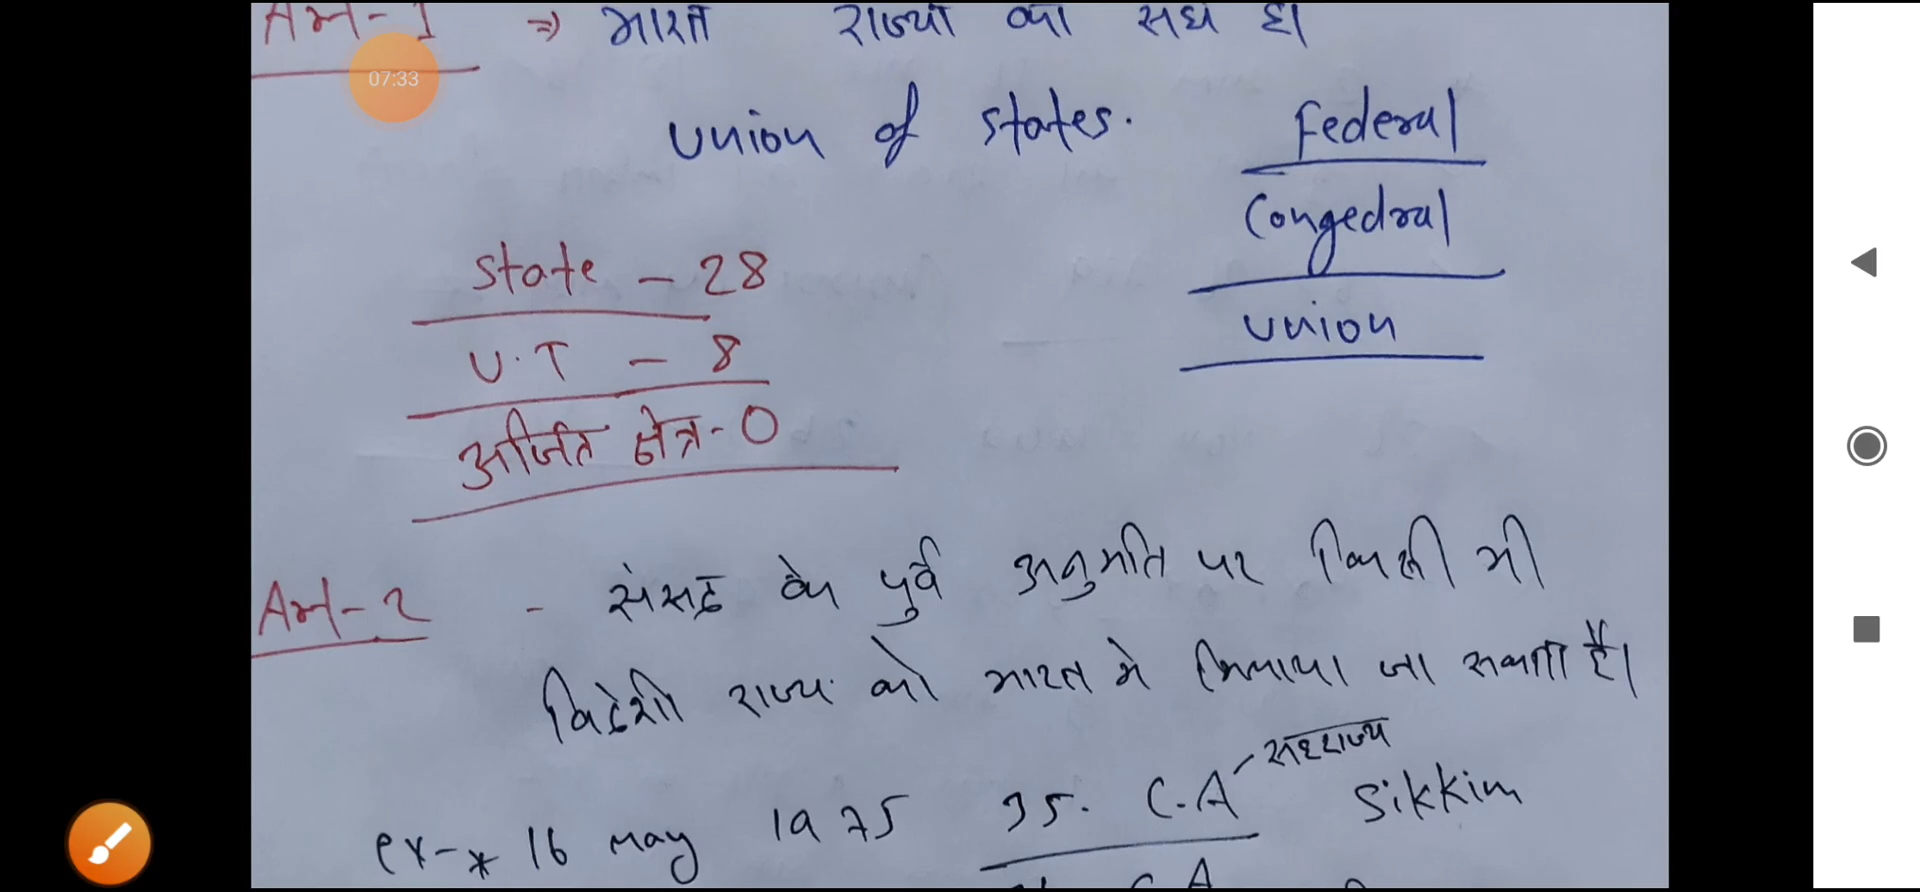 Art-1 ⇒ भारत राज्यों का संघ है।
07:33
Union of states.
Federal
Congedral
Union
State - 28
U.T - 8
अर्जित क्षेत्र - 0
Art-2 - संसद के पुर्व अनुमति पर किसी भी
विदेशी राज्य को भारत में मिलाया जा सकता है।
सहराज्य
ex-* 16 may 1975 35. C.A Sikkim
C.A